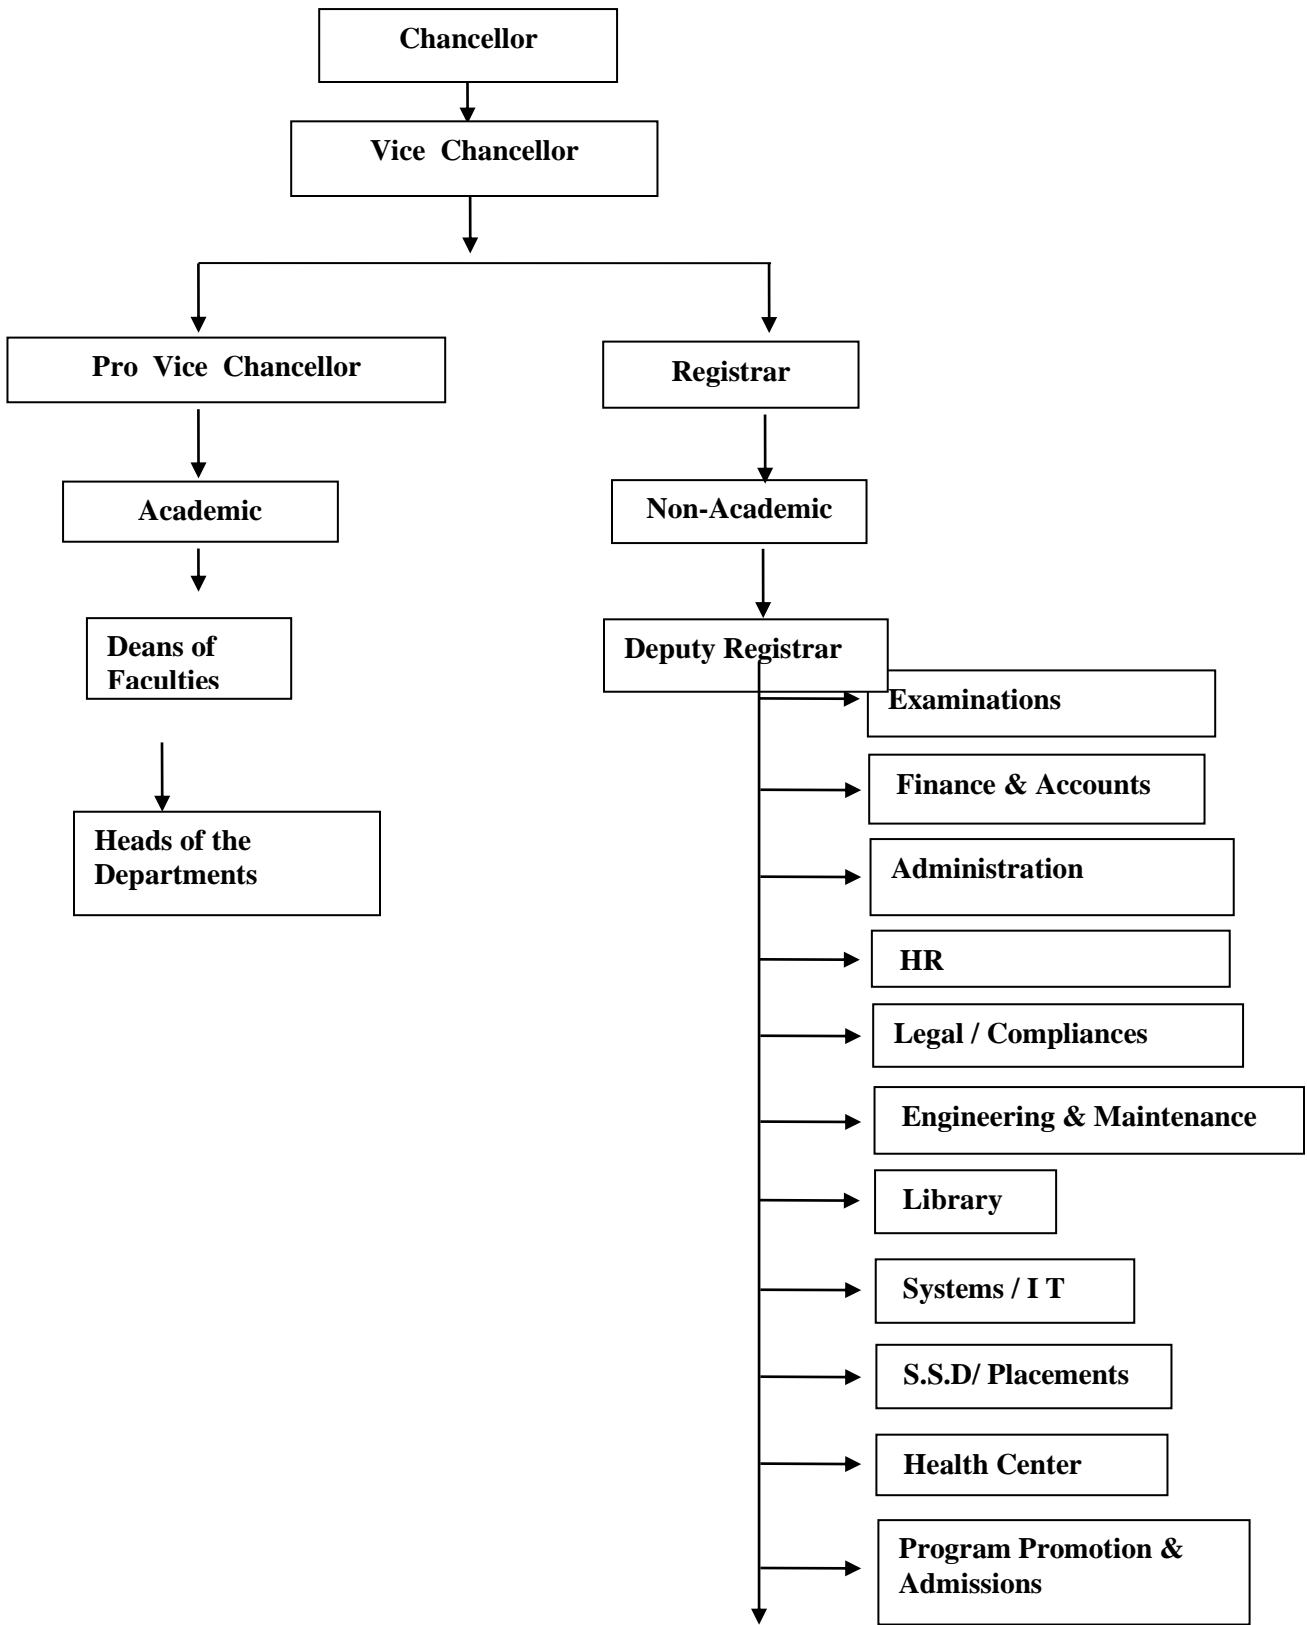 Chancellor
Vice Chancellor
Pro Vice Chancellor
Registrar
Academic
Non-Academic
Deans of
Faculties
Deputy Registrar
Examinations
Finance & Accounts
Heads of the
Departments
Administration
HR
Legal / Compliances
Engineering & Maintenance
Library
Systems / I T
S.S.D/ Placements
Health Center
Program Promotion &
Admissions